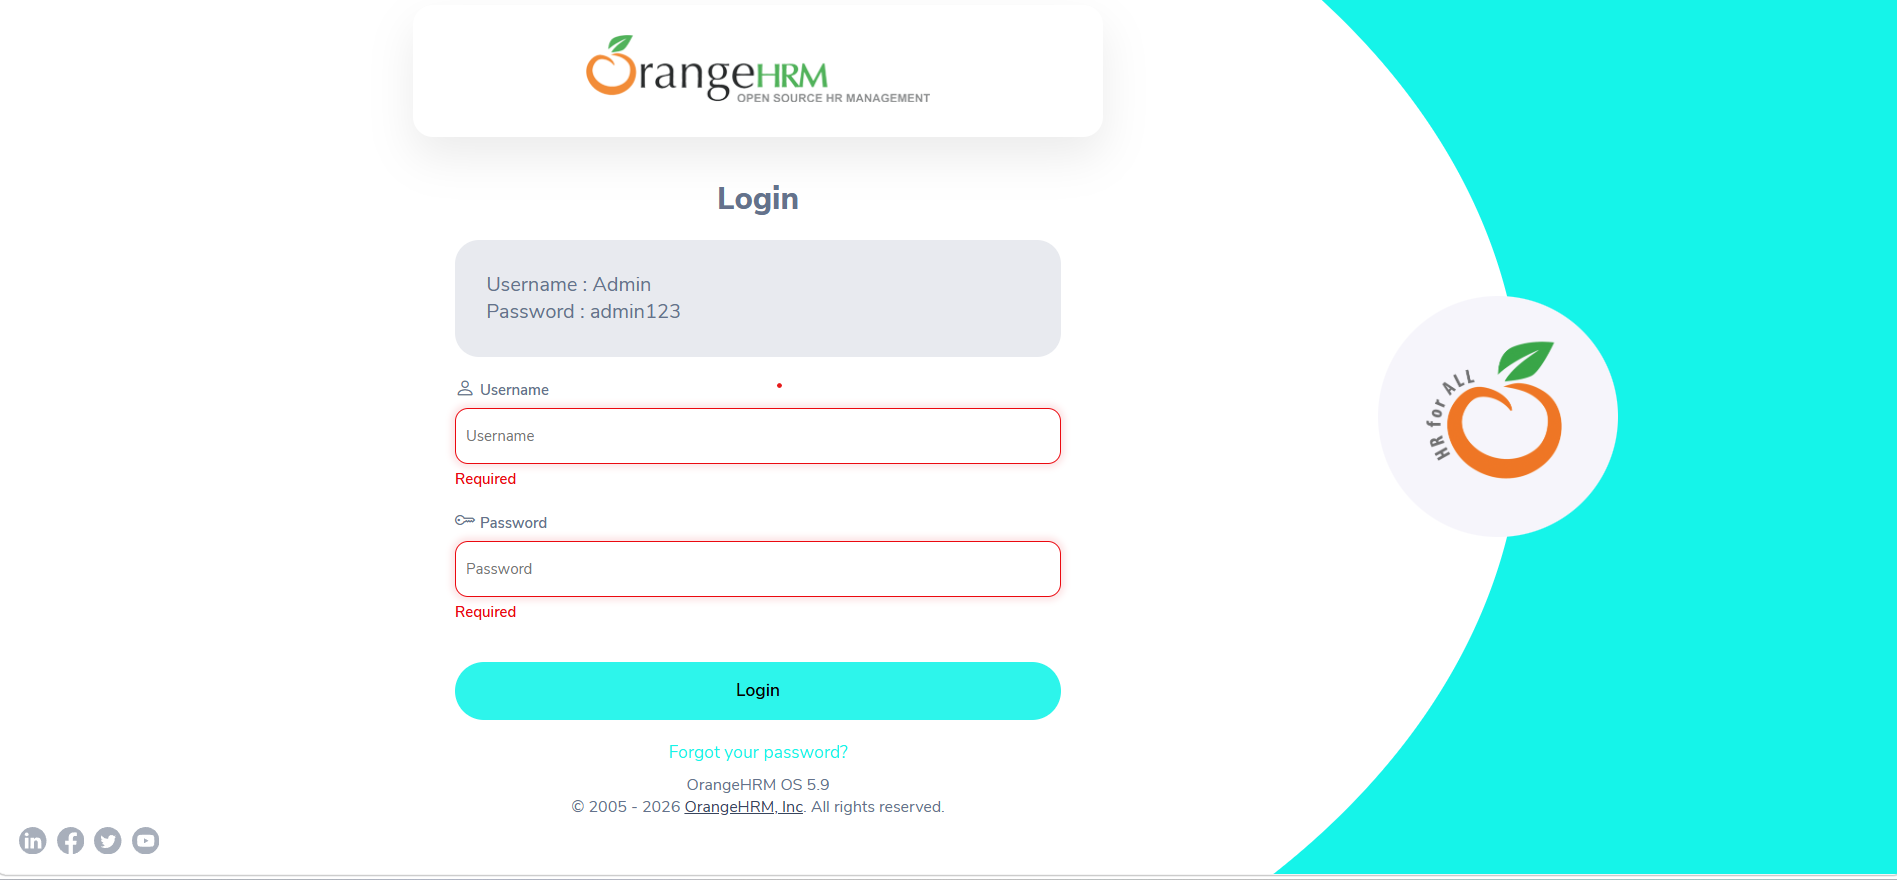 OrangeHRM
OPEN SOURCE HR MANAGEMENT
Login
Username : Admin
Password : admin123
Username
Username
Required
Password
Password
Required
Login
Forgot your password?
OrangeHRM OS 5.9
© 2005 - 2026 OrangeHRM, Inc. All rights reserved.
HR for ALL